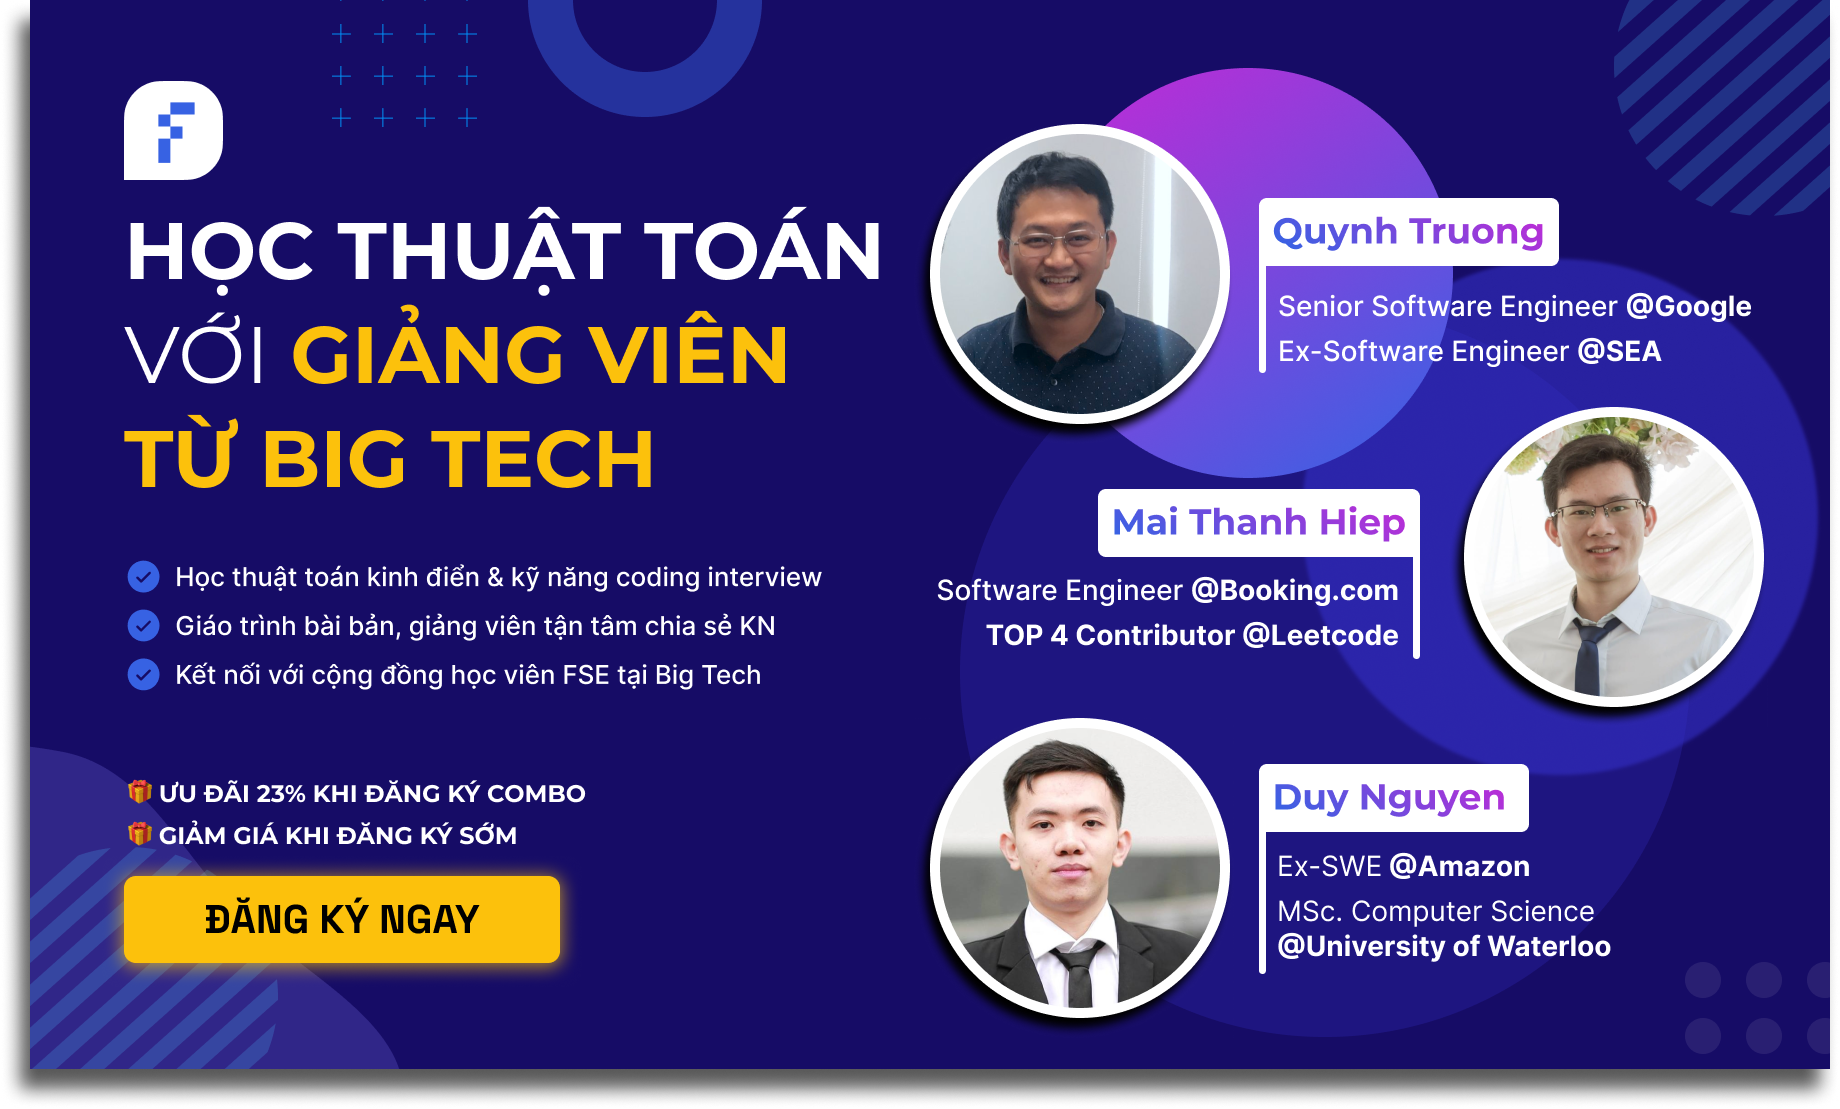 F
HỌC THUẬT TOÁN
VỚI GIẢNG VIÊN
TỪ BIG TECH
Học thuật toán kinh điển & kỹ năng coding interview
Giáo trình bài bản, giảng viên tận tâm chia sẻ KN
Kết nối với cộng đồng học viên FSE tại Big Tech
ƯU ĐÃI 23% KHI ĐĂNG KÝ COMBO
GIẢM GIÁ KHI ĐĂNG KÝ SỚM
ĐĂNG KÝ NGAY
Quynh Truong
Senior Software Engineer @Google
Ex-Software Engineer @SEA
Mai Thanh Hiep
Software Engineer @Booking.com
TOP 4 Contributor @Leetcode
Duy Nguyen
Ex-SWE @Amazon
MSc. Computer Science
@University of Waterloo